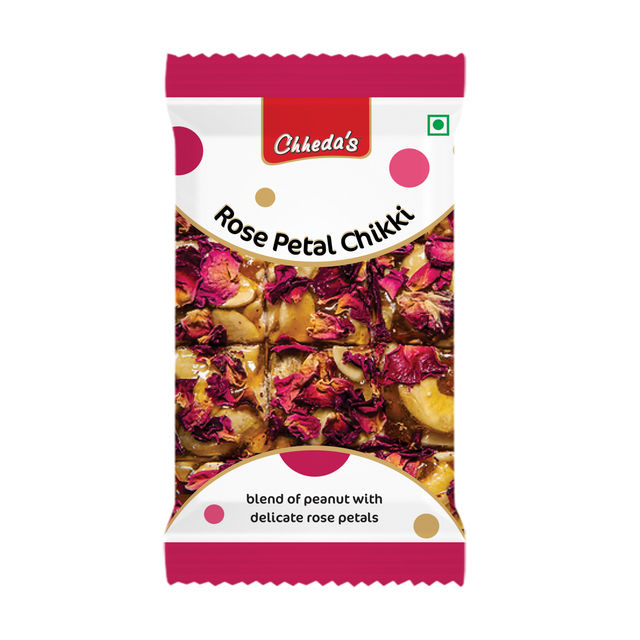 Chheda's
Rose Petal Chikki
blend of peanut with
delicate rose petals